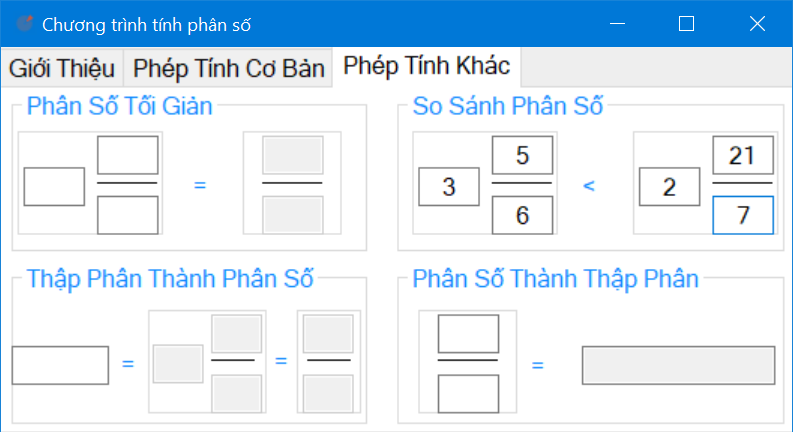 Chương trình tính phân số
Giới Thiệu Phép Tính Cơ Bản Phép Tính Khác
Phân Số Tối Giản
=
So Sánh Phân Số
5 21
3 < 2
6 7
Thập Phân Thành Phân Số
= =
Phân Số Thành Thập Phân
=